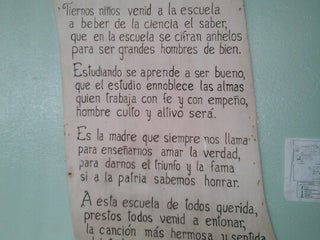 Tiernos niños venid a la escuela
a beber de la ciencia el saber,
que en la escuela se cifran anhelos
para ser grandes hombres de bien.
Estudiando se aprende a ser bueno,
que el estudio ennoblece las almas
quien trabaja con fe y con empeño,
hombre culto y altivo será.
Es la madre que siempre nos llama
para enseñarnos amar la verdad,
para darnos el triunfo y la fama
si a la patria sabemos honrar.
A esta escuela de todos querida,
prestos todos venid a entonar,
la canción más hermosa y sentida